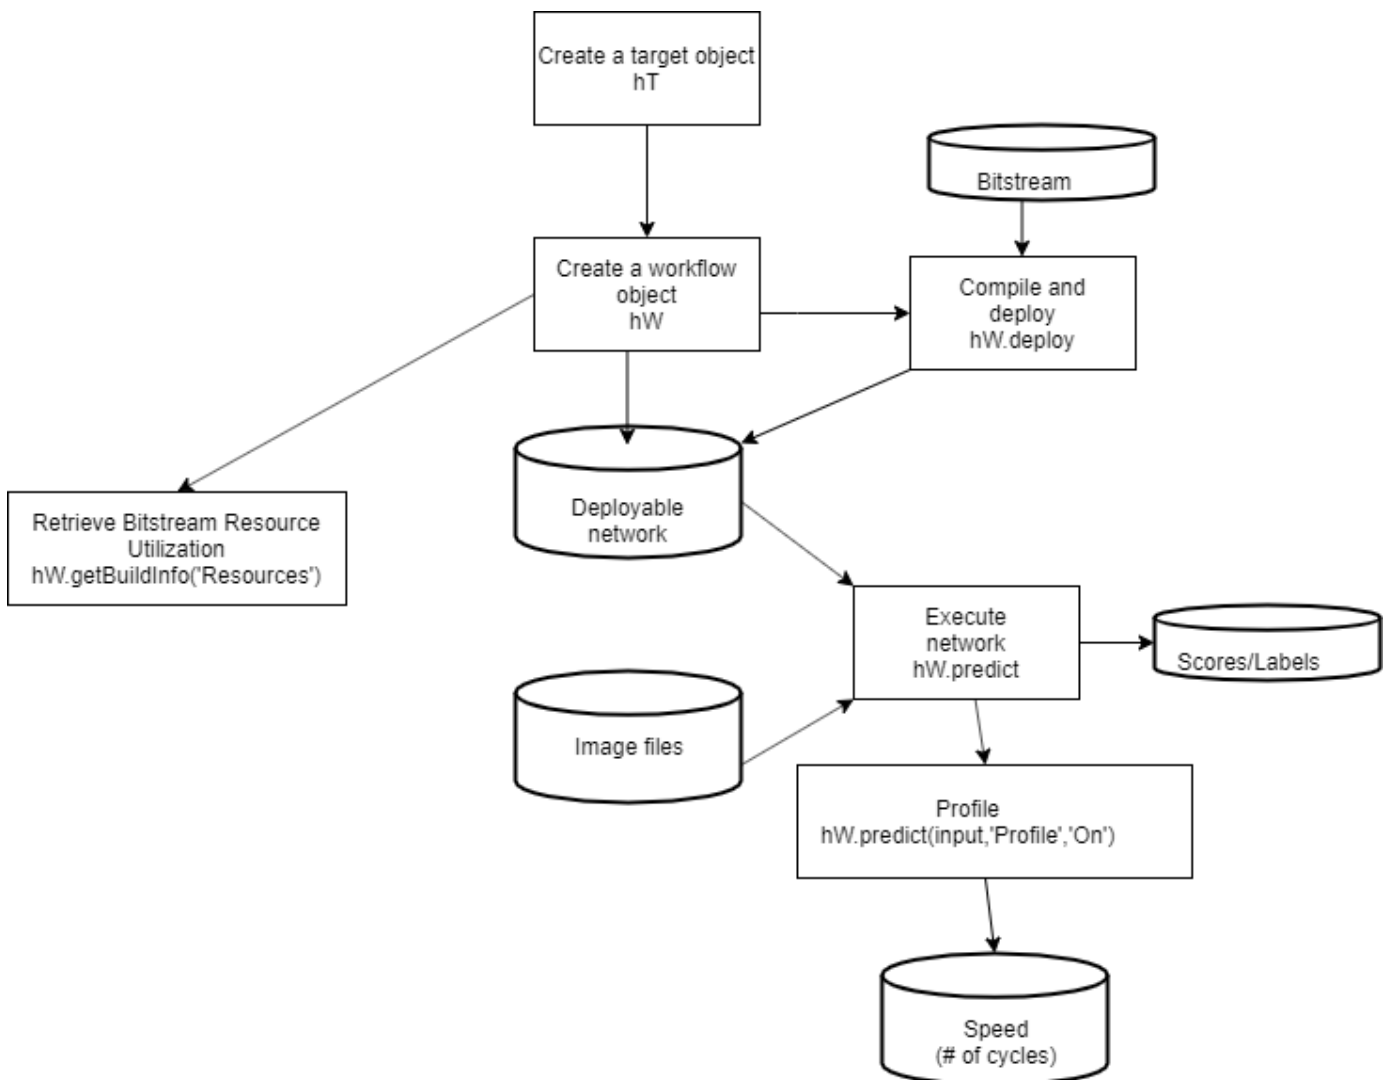 Create a target object
hT
Bitstream
Create a workflow
object
hW
Compile and
deploy
hW.deploy
Retrieve Bitstream Resource
Utilization
hW.getBuildInfo('Resources')
Deployable
network
Execute
network
hW.predict
Scores/Labels
Image files
Profile
hW.predict(input,'Profile','On')
Speed
(# of cycles)